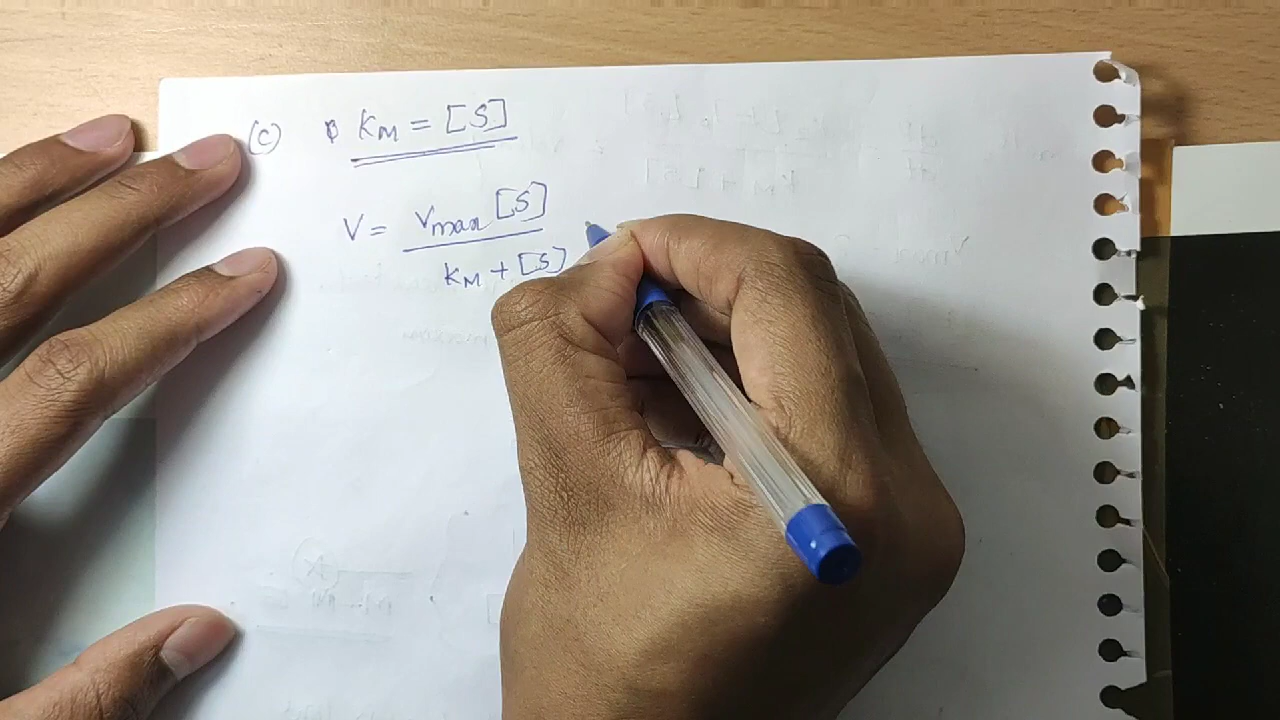 (c) KM = [S]
V = Vmax [S]
KM + [S]